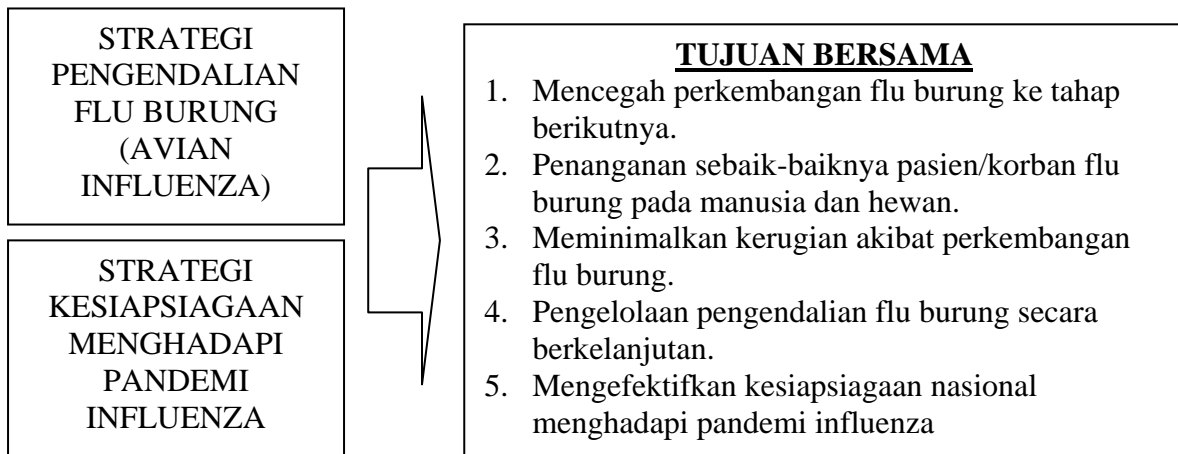 STRATEGI
PENGENDALIAN
FLU BURUNG
(AVIAN
INFLUENZA)
STRATEGI
KESIAPSIAGAAN
MENGHADAPI
PANDEMI
INFLUENZA
TUJUAN BERSAMA
1. Mencegah perkembangan flu burung ke tahap
berikutnya.
2. Penanganan sebaik-baiknya pasien/korban flu
burung pada manusia dan hewan.
3. Meminimalkan kerugian akibat perkembangan
flu burung.
4. Pengelolaan pengendalian flu burung secara
berkelanjutan.
5. Mengefektifkan kesiapsiagaan nasional
menghadapi pandemi influenza